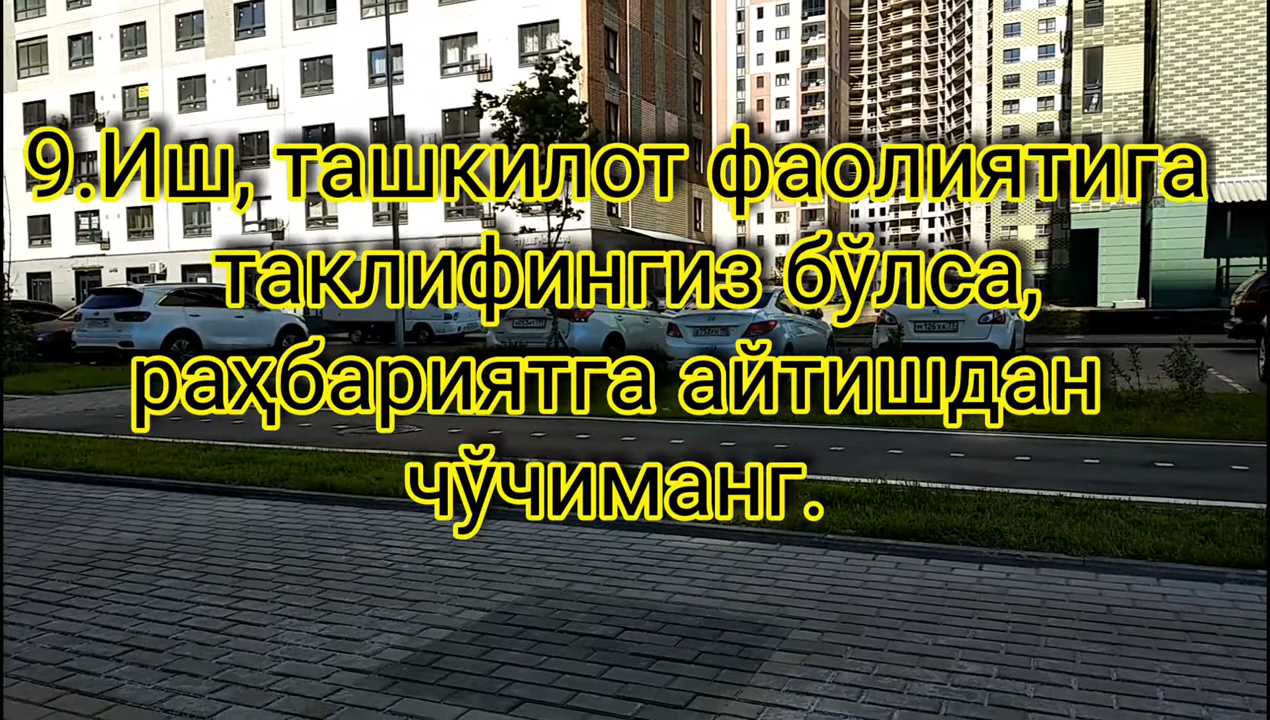 9.Иш, ташкилот фаолиятига
таклифингиз бўлса,
раҳбариятга айтишдан
чўчиманг.